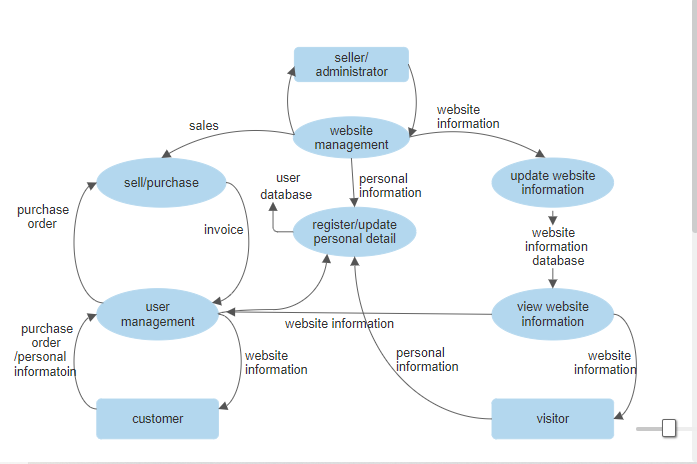 seller/
administrator
website
information
sales
website
management
sell/purchase
user
database
personal
information
update website
information
purchase
order
invoice
register/update
personal detail
website
information
database
user
management
website information
view website
information
purchase
order
/personal
informatoin
website
information
personal
information
website
information
customer
visitor